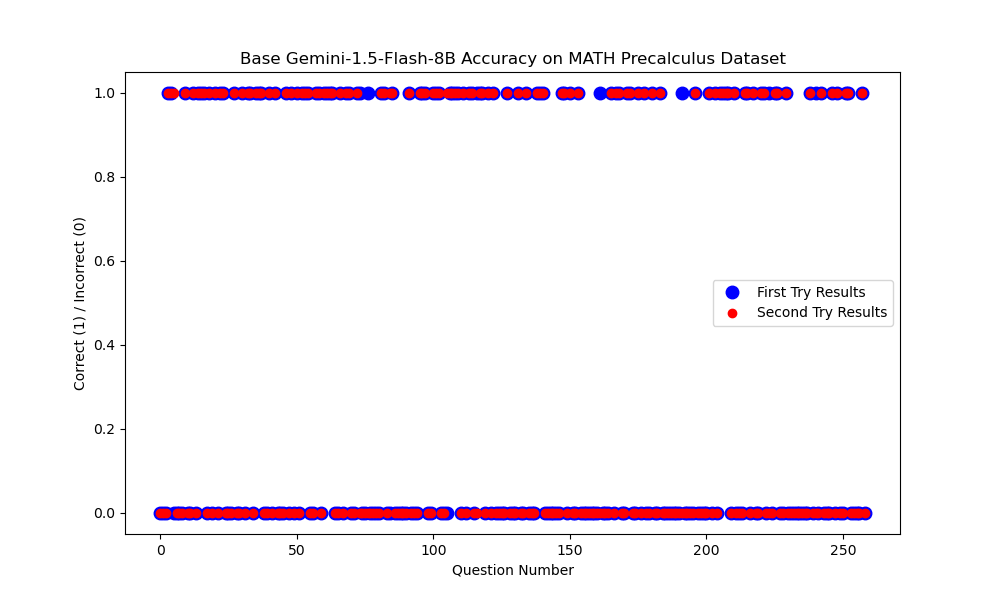 Base Gemini-1.5-Flash-8B Accuracy on MATH Precalculus Dataset
Correct (1) / Incorrect (0)
1.0
0.8
0.6
0.4
0.2
0.0
First Try Results
Second Try Results
0
50
100
150
200
250
Question Number